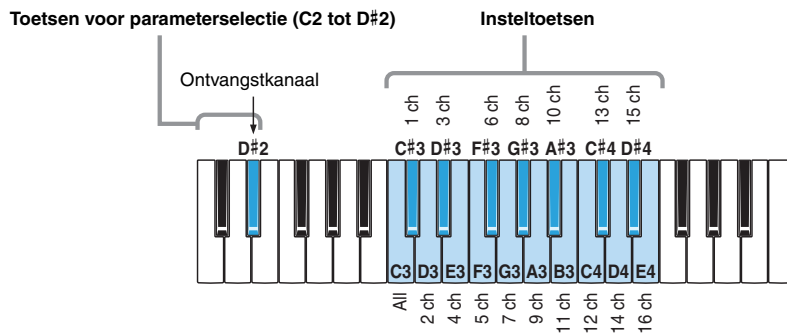 Toetsen voor parameterselectie (C2 tot D#2)
Insteltoetsen
Ontvangstkanaal
1 ch 3 ch 6 ch 8 ch 10 ch 13 ch 15 ch
D#2 C#3 D#3 F#3 G#3 A#3 C#4 D#4
C3 D3 E3 F3 G3 A3 B3 C4 D4 E4
All 2 ch 4 ch 5 ch 7 ch 9 ch 11 ch 12 ch 14 ch 16 ch